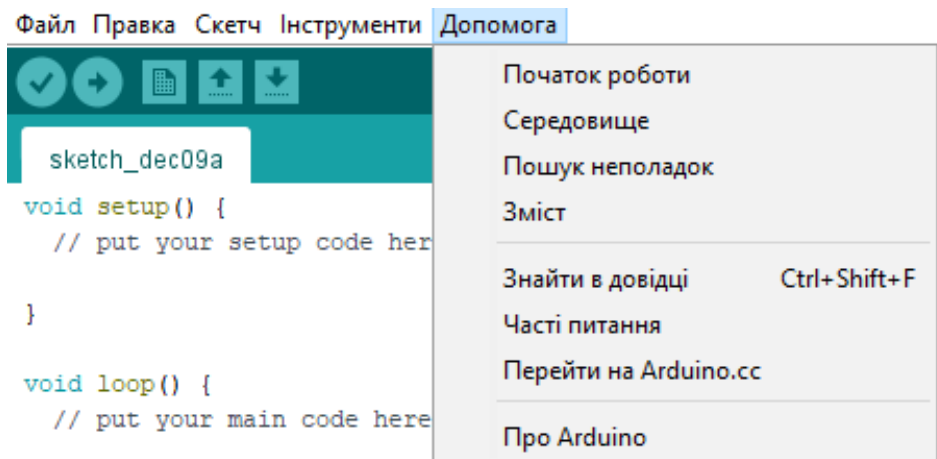 Файл Правка Скетч Інструменти Допомога
Початок роботи
Середовище
Пошук неполадок
Зміст
Знайти в довідці Ctrl+Shift+F
Часті питання
Перейти на Arduino.cc
Про Arduino
sketch_dec09a
void setup() {
// put your setup code her
}
void loop() {
// put your main code here